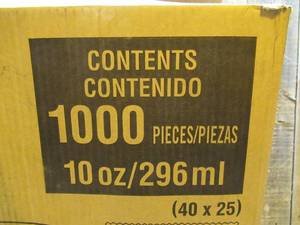 CONTENTS
CONTENIDO
1000 PIECES/PIEZAS
10 oz/296 ml
(40 x 25)